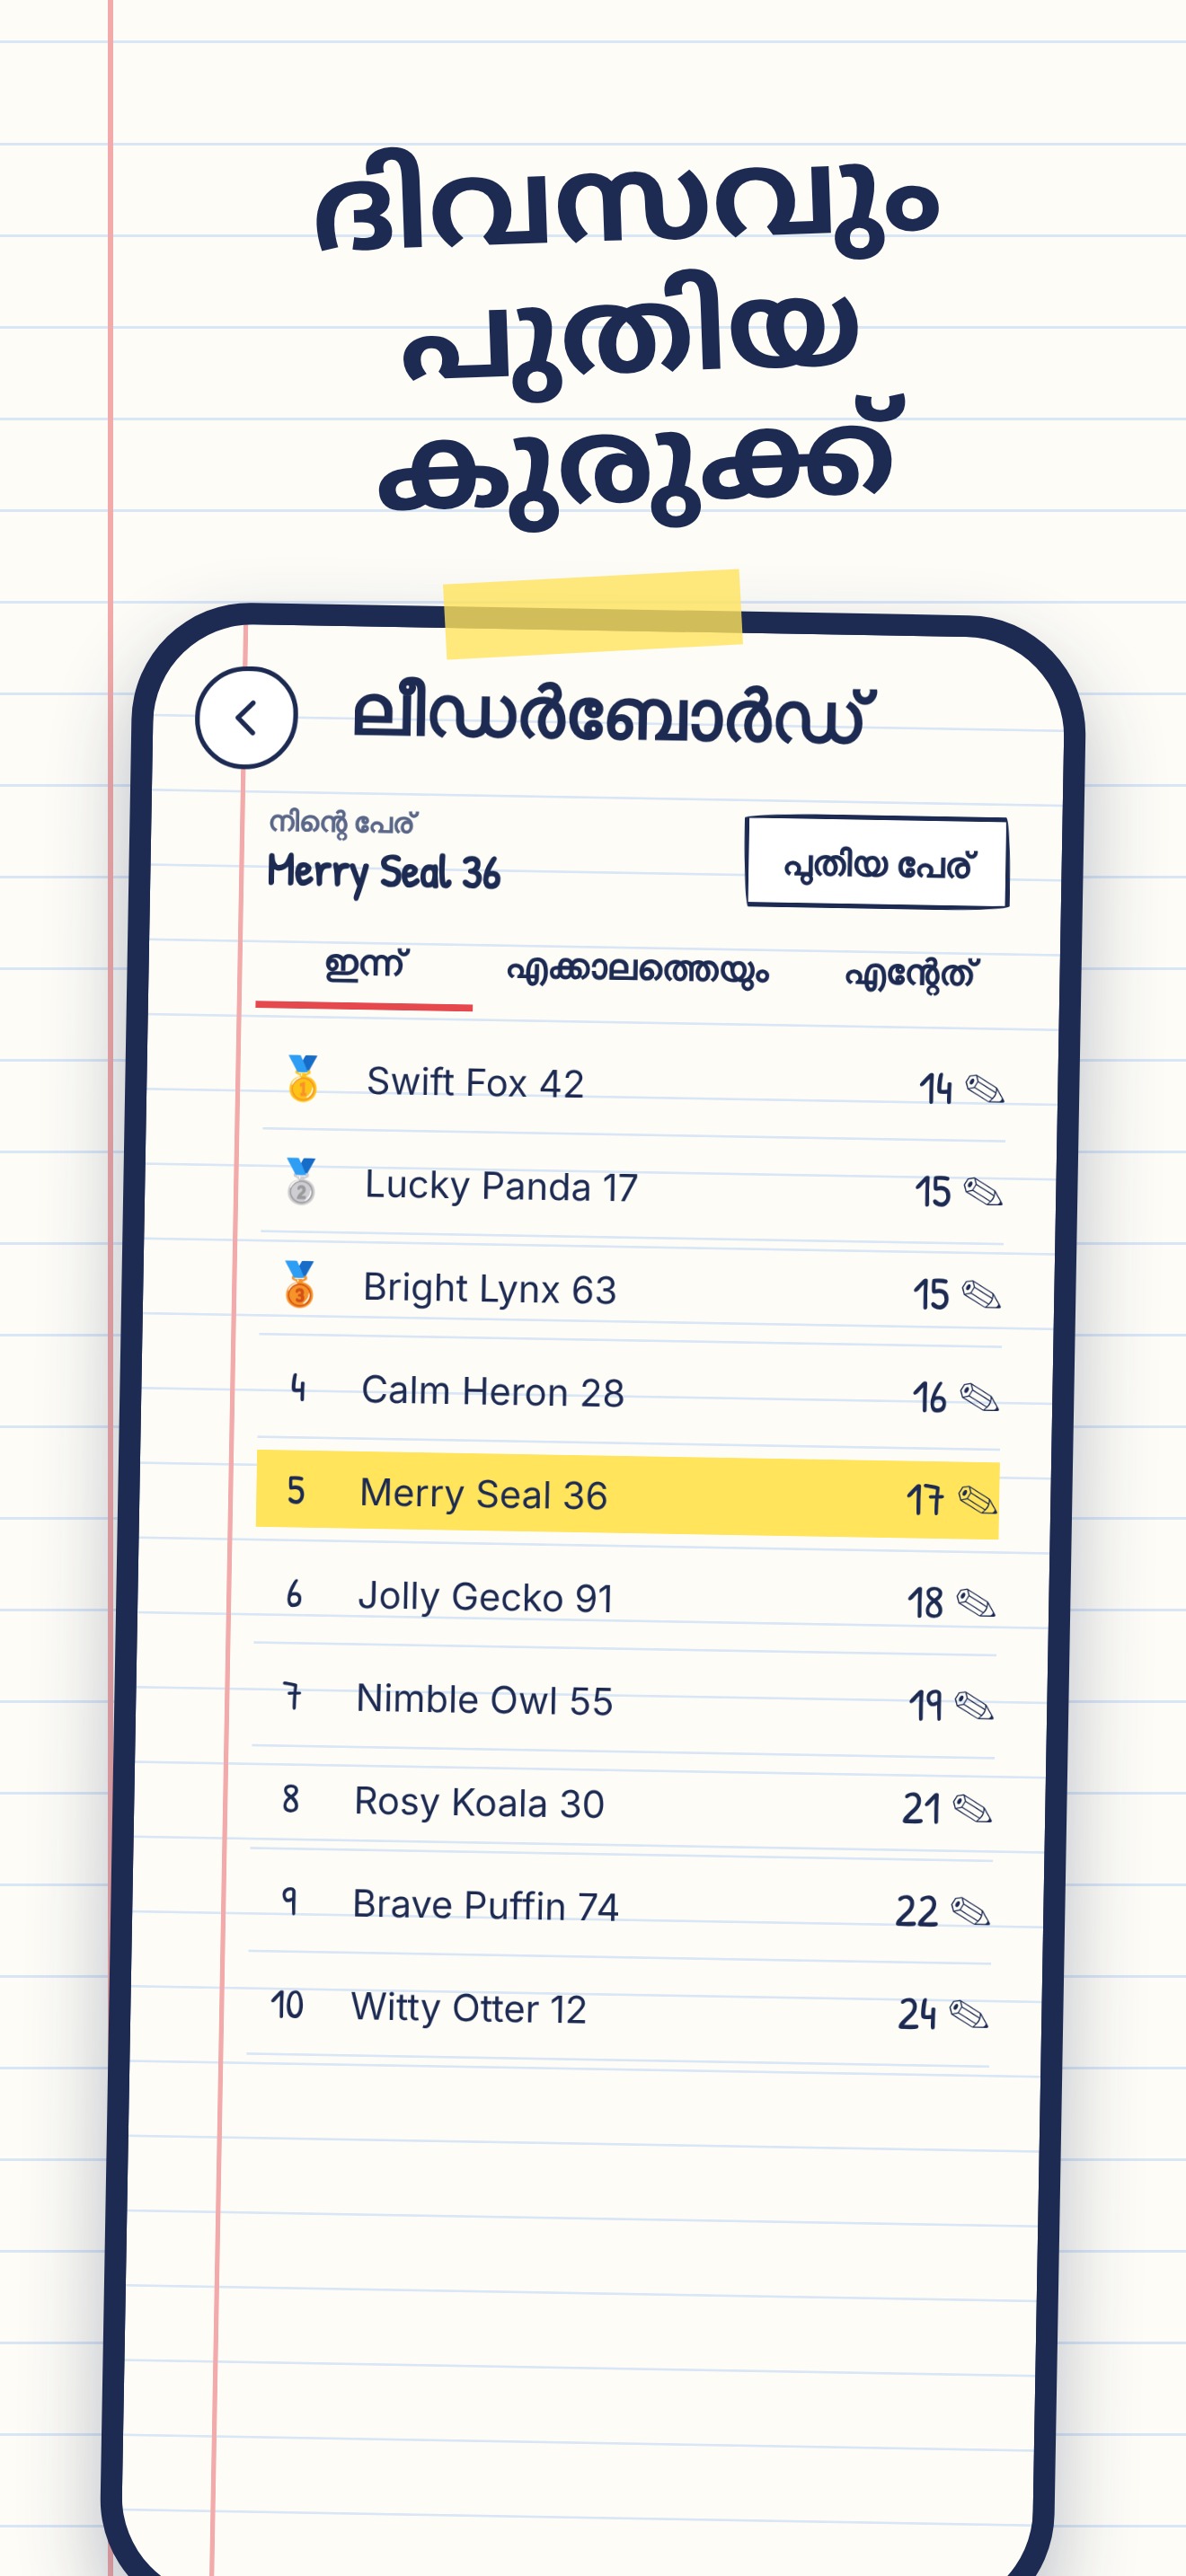 ദിവസവും
പുതിയ
കുരുക്ക്
ലീഡർബോർഡ്
നിന്റെ പേര്
Merry Seal 36
പുതിയ പേര്
ഇന്ന് എക്കാലത്തെയും എന്റേത്
🥇 Swift Fox 42 14 ✏
🥈 Lucky Panda 17 15 ✏
🥉 Bright Lynx 63 15 ✏
4 Calm Heron 28 16 ✏
5 Merry Seal 36 17 ✏
6 Jolly Gecko 91 18 ✏
7 Nimble Owl 55 19 ✏
8 Rosy Koala 30 21 ✏
9 Brave Puffin 74 22 ✏
10 Witty Otter 12 24 ✏